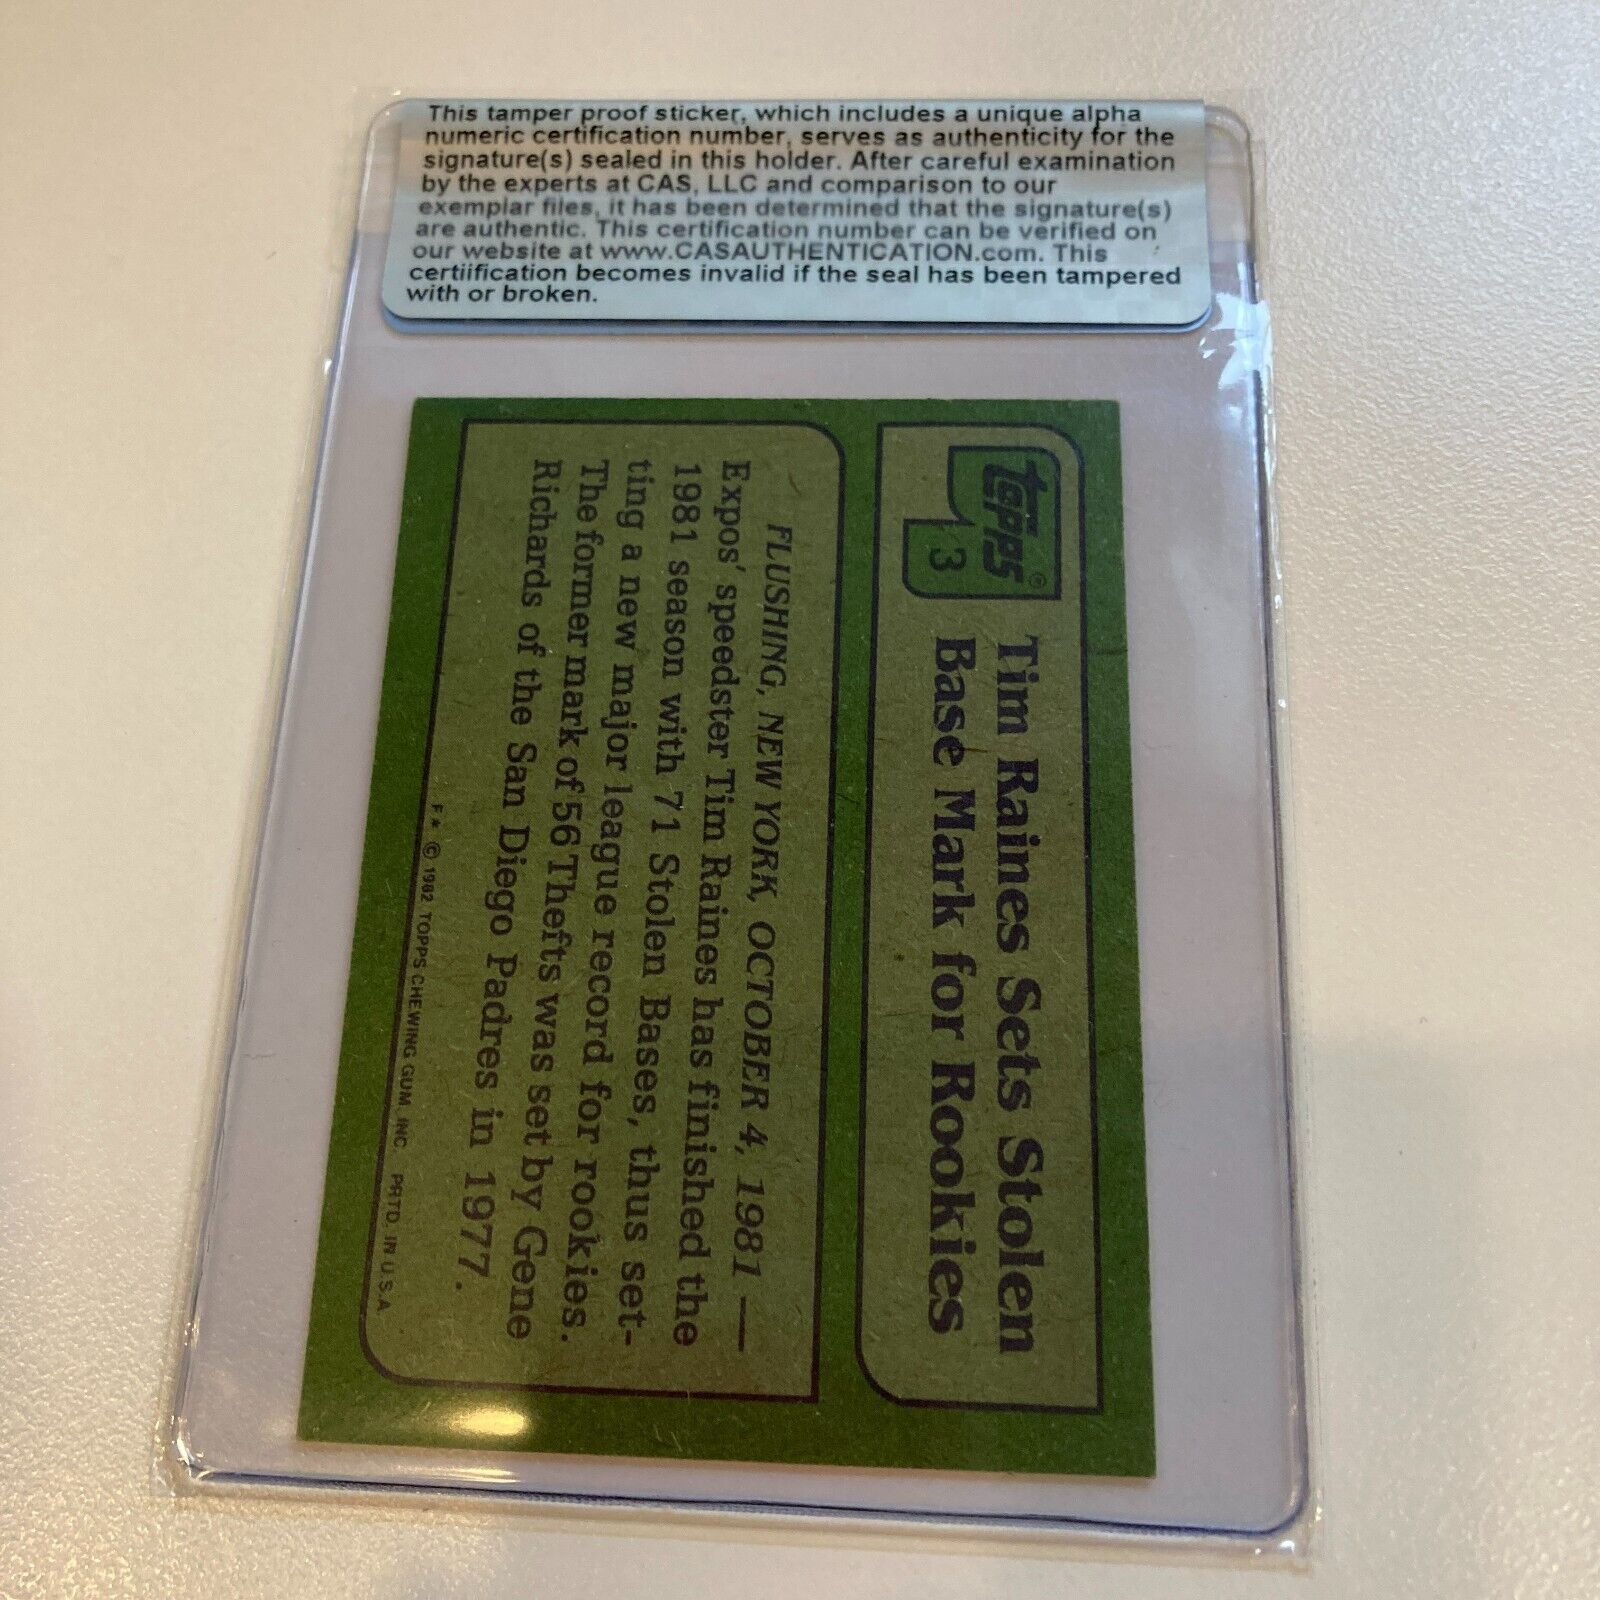 This tamper proof sticker, which includes a unique alpha
numeric certification number, serves as authenticity for the
signature(s) sealed in this holder. After careful examination
by the experts at CAS, LLC and comparison to our
exemplar files, it has been determined that the signature(s)
are authentic. This certification number can be verified on
our website at www.CASAUTHENTICATION.com. This
certiification becomes invalid if the seal has been tampered
with or broken.
topps®
3
Tim Raines Sets Stolen
Base Mark for Rookies
FLUSHING, NEW YORK, OCTOBER 4, 1981 —
Expos' speedster Tim Raines has finished the
1981 season with 71 Stolen Bases, thus set-
ting a new major league record for rookies.
The former mark of 56 Thefts was set by Gene
Richards of the San Diego Padres in 1977.
F* © 1982 TOPPS CHEWING GUM, INC. PRTD. IN U.S.A.